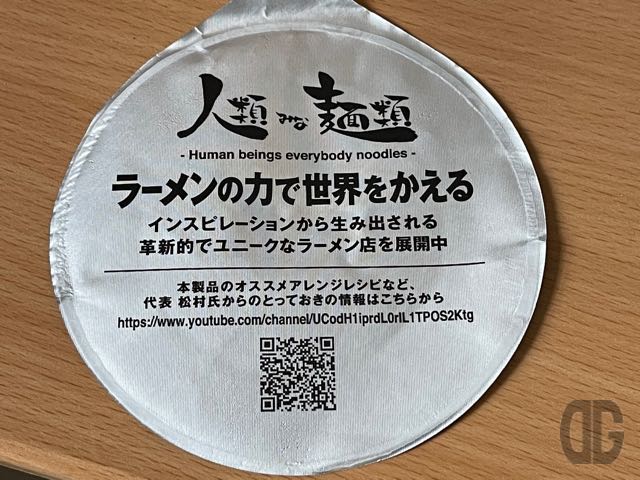 人類みな麺類
- Human beings everybody noodles -
ラーメンの力で世界をかえる
インスピレーションから生み出される
革新的でユニークなラーメン店を展開中
本製品のオススメアレンジレシピなど、
代表 松村氏からのとっておきの情報はこちらから
https://www.youtube.com/channel/UCodH1iprdL0rIL1TPOS2Ktg
DG